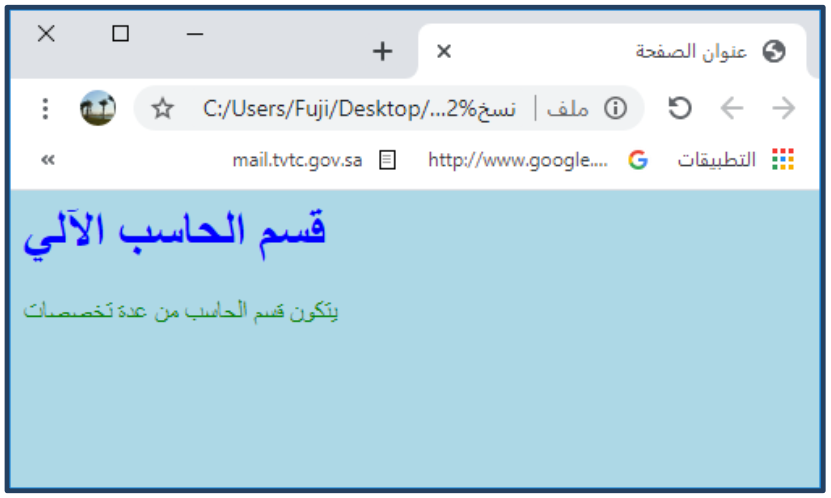 عنوان الصفحة
C:/Users/Fuji/Desktop/...2%نسخ | ملف
التطبيقات http://www.google.... mail.tvtc.gov.sa
قسم الحاسب الآلي
يتكون قسم الحاسب من عدة تخصصات